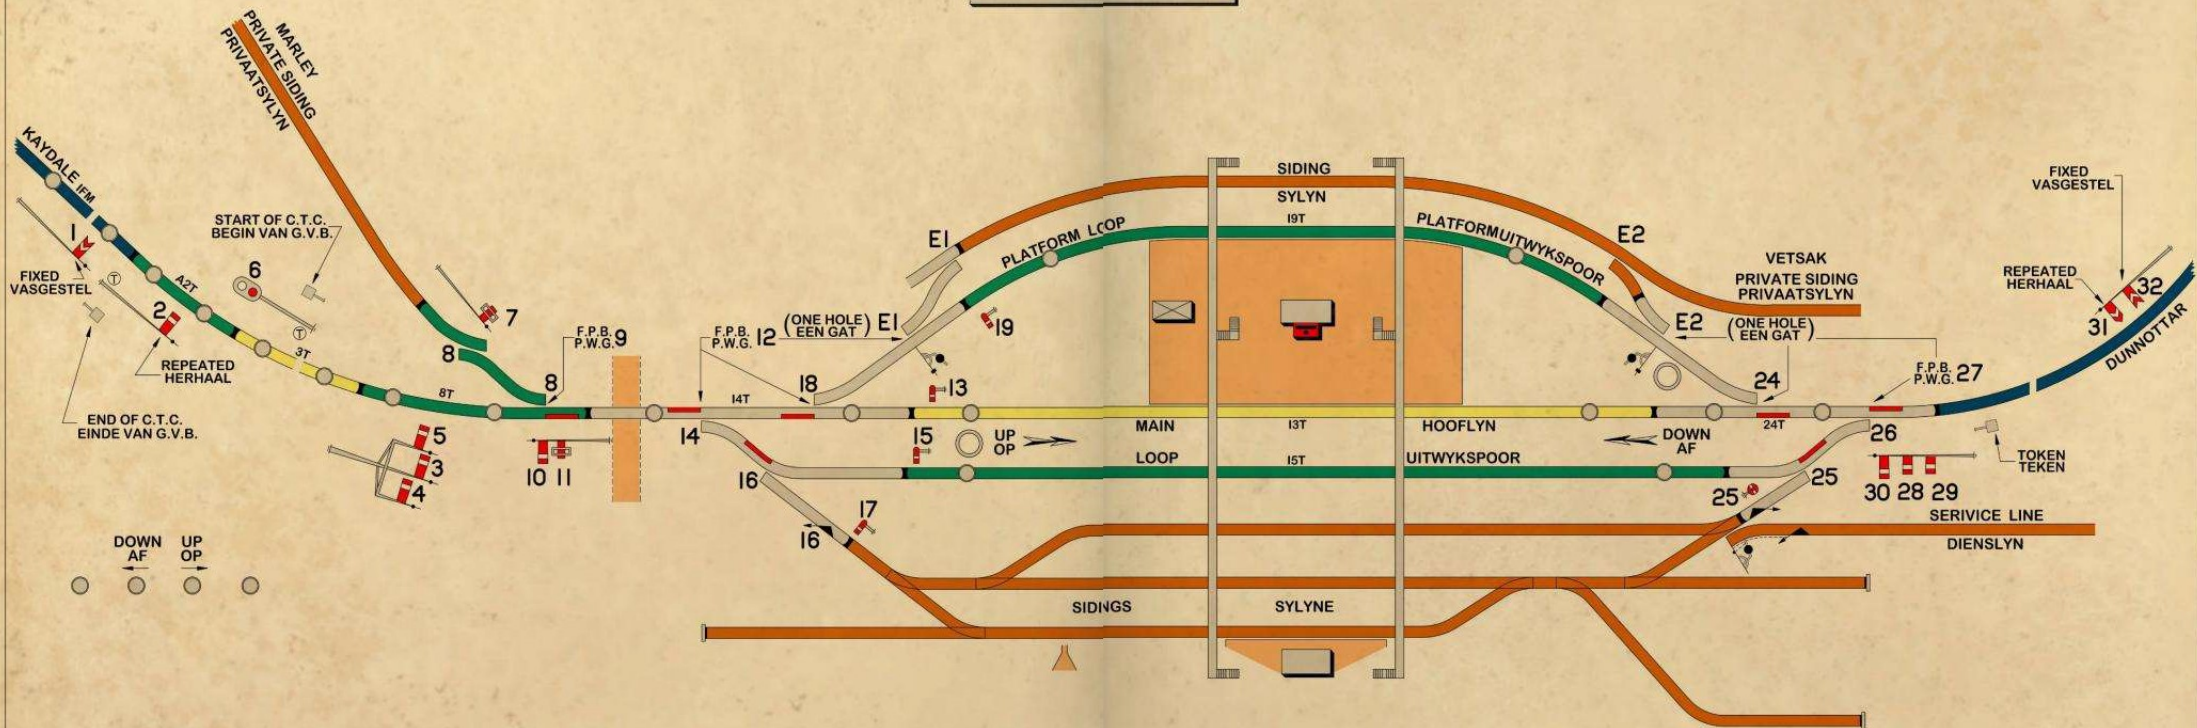 MARLEY
PRIVATE SIDING
PRIVAATSYLYN
KAYDALE
IFM
1
FIXED
VASGESTEL
START OF C.T.C.
BEGIN VAN G.V.B.
T
A2T
6
2
T
REPEATED
HERHAAL
END OF C.T.C.
EINDE VAN G.V.B.
3T
8T
7
8
8
F.P.B.
P.W.G. 9
5
3
4
10 11
F.P.B.
P.W.G. 12
(ONE HOLE
EEN GAT) E1
E1
14T
18
14
16
16
17
13
15
19
UP
OP
PLATFORM LOOP
SIDING
SYLYN
19T
PLATFORMUITWYKSPOOR
E2
VETSAK
PRIVATE SIDING
PRIVAATSYLYN
E2
(ONE HOLE
EEN GAT)
FIXED
VASGESTEL
REPEATED
HERHAAL
31
32
DUNNOTTAR
24
F.P.B.
P.W.G. 27
MAIN
13T
HOOFLYN
DOWN
AF
24T
26
LOOP
15T
UITWYKSPOOR
25
25
30 28 29
TOKEN
TEKEN
SERIVICE LINE
DIENSLYN
DOWN
AF
UP
OP
SIDINGS
SYLYNE